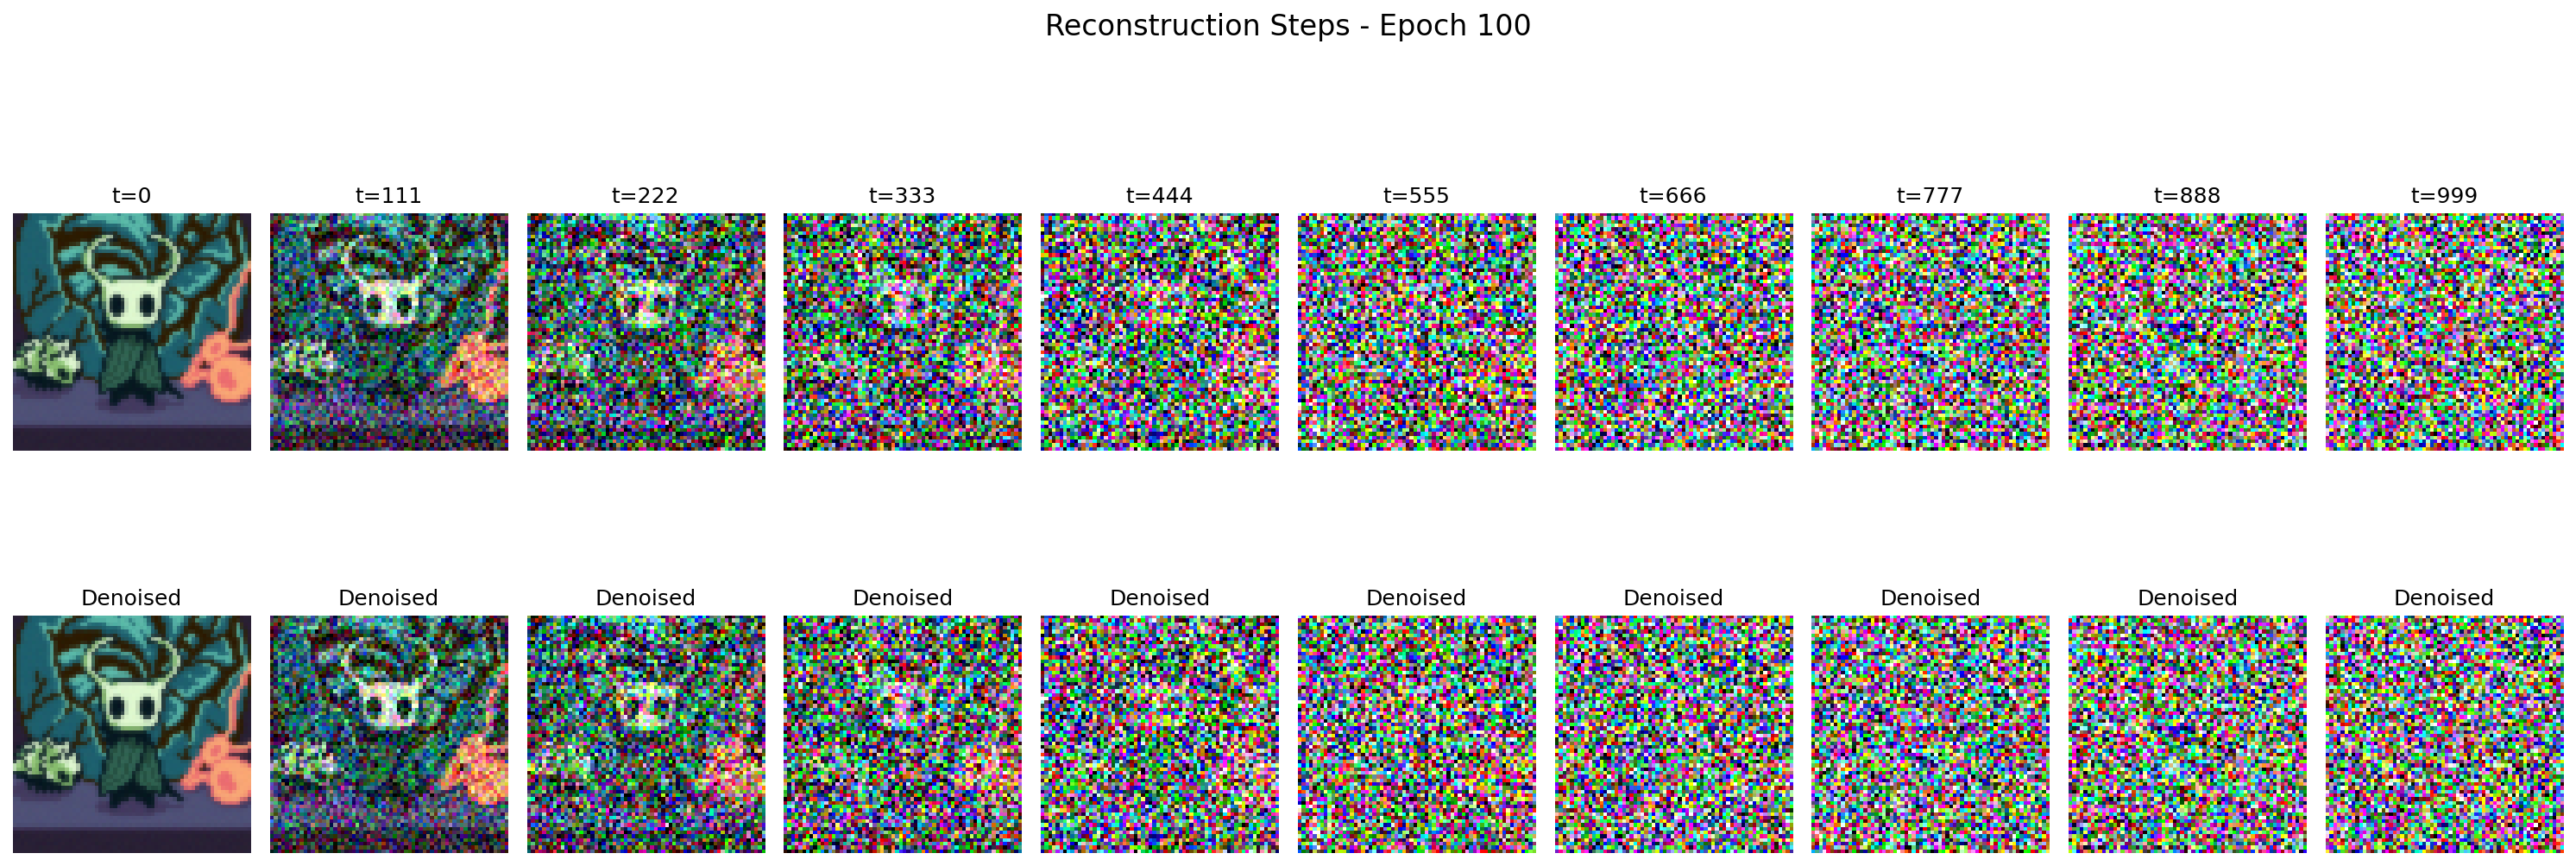 Reconstruction Steps - Epoch 100
t=0 t=111 t=222 t=333 t=444 t=555 t=666 t=777 t=888 t=999
Denoised Denoised Denoised Denoised Denoised Denoised Denoised Denoised Denoised Denoised